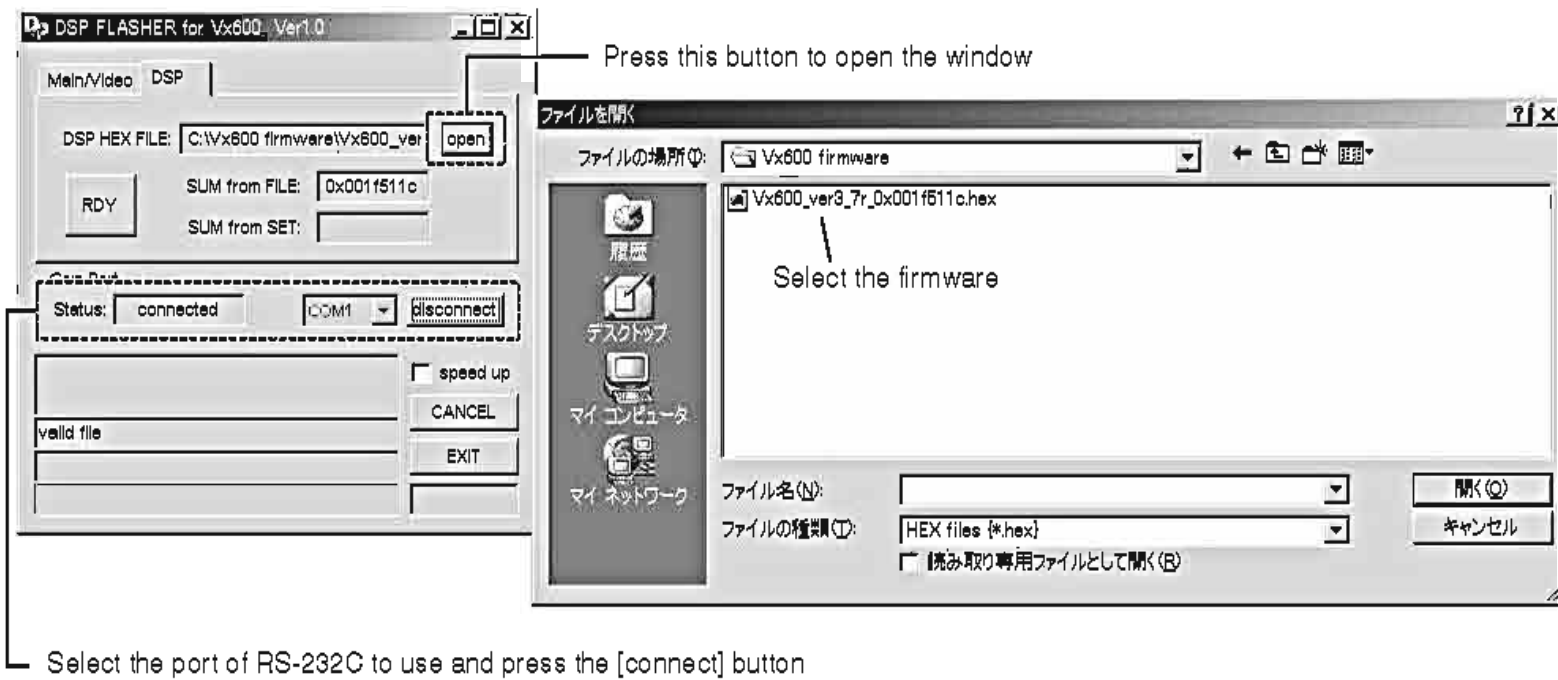 DSP FLASHER for Vx600_ Ver1.0
Press this button to open the window
Main/Video DSP
DSP HEX FILE: C:\Vx600 firmware\Vx600_ver open
RDY
SUM from FILE: 0x001f511c
SUM from SET:
Com Port
Status: connected COM1 disconnect
speed up
CANCEL
valid file
EXIT
ファイルを開く
ファイルの場所(I): Vx600 firmware
Vx600_ver3_7r_0x001f511c.hex
Select the firmware
履歴
デスクトップ
マイ コンピュータ
マイ ネットワーク
ファイル名(N): 開く(O)
ファイルの種類(T): HEX files {*.hex} キャンセル
読み取り専用ファイルとして開く(R)
Select the port of RS-232C to use and press the [connect] button